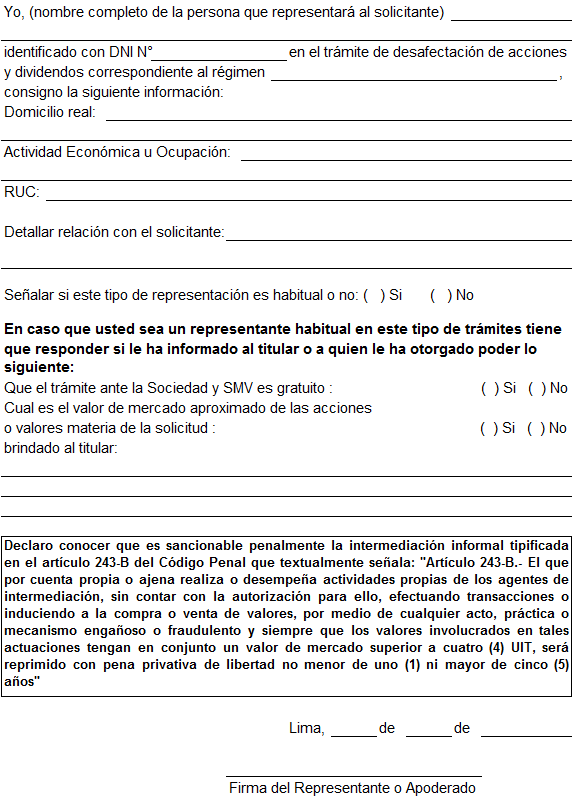 Yo, (nombre completo de la persona que representará al solicitante)
identificado con DNI N° en el trámite de desafectación de acciones
y dividendos correspondiente al régimen ,
consigno la siguiente información:
Domicilio real:
Actividad Económica u Ocupación:
RUC:
Detallar relación con el solicitante:
Señalar si este tipo de representación es habitual o no: ( ) Si ( ) No
En caso que usted sea un representante habitual en este tipo de trámites tiene
que responder si le ha informado al titular o a quien le ha otorgado poder lo
siguiente:
Que el trámite ante la Sociedad y SMV es gratuito : ( ) Si ( ) No
Cual es el valor de mercado aproximado de las acciones
o valores materia de la solicitud : ( ) Si ( ) No
brindado al titular:
Declaro conocer que es sancionable penalmente la intermediación informal tipificada
en el artículo 243-B del Código Penal que textualmente señala: "Artículo 243-B.- El que
por cuenta propia o ajena realiza o desempeña actividades propias de los agentes de
intermediación, sin contar con la autorización para ello, efectuando transacciones o
induciendo a la compra o venta de valores, por medio de cualquier acto, práctica o
mecanismo engañoso o fraudulento y siempre que los valores involucrados en tales
actuaciones tengan en conjunto un valor de mercado superior a cuatro (4) UIT, será
reprimido con pena privativa de libertad no menor de uno (1) ni mayor de cinco (5)
años"
Lima, de de
Firma del Representante o Apoderado